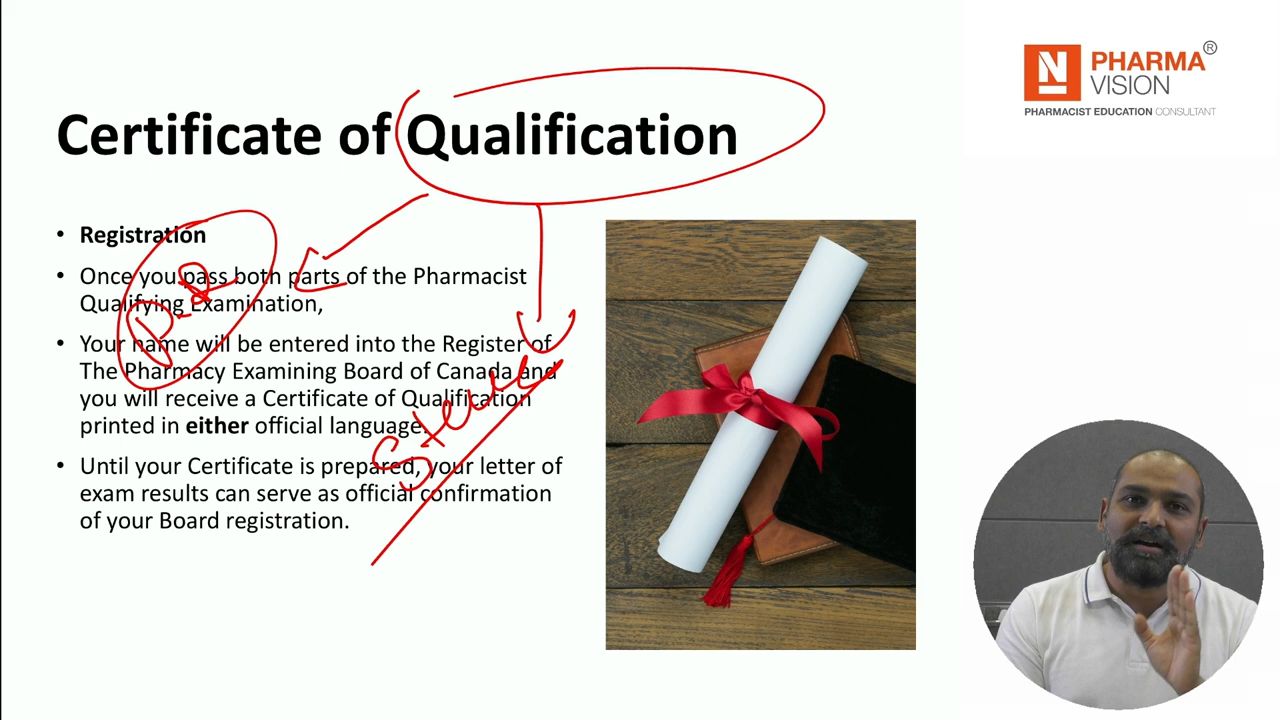 Certificate of Qualification
N PHARMA ®
VISION
PHARMACIST EDUCATION CONSULTANT
• Registration
• Once you pass both parts of the Pharmacist
Qualifying Examination,
• Your name will be entered into the Register of
The Pharmacy Examining Board of Canada and
you will receive a Certificate of Qualification
printed in either official language.
• Until your Certificate is prepared, your letter of
exam results can serve as official confirmation
of your Board registration.
P.R